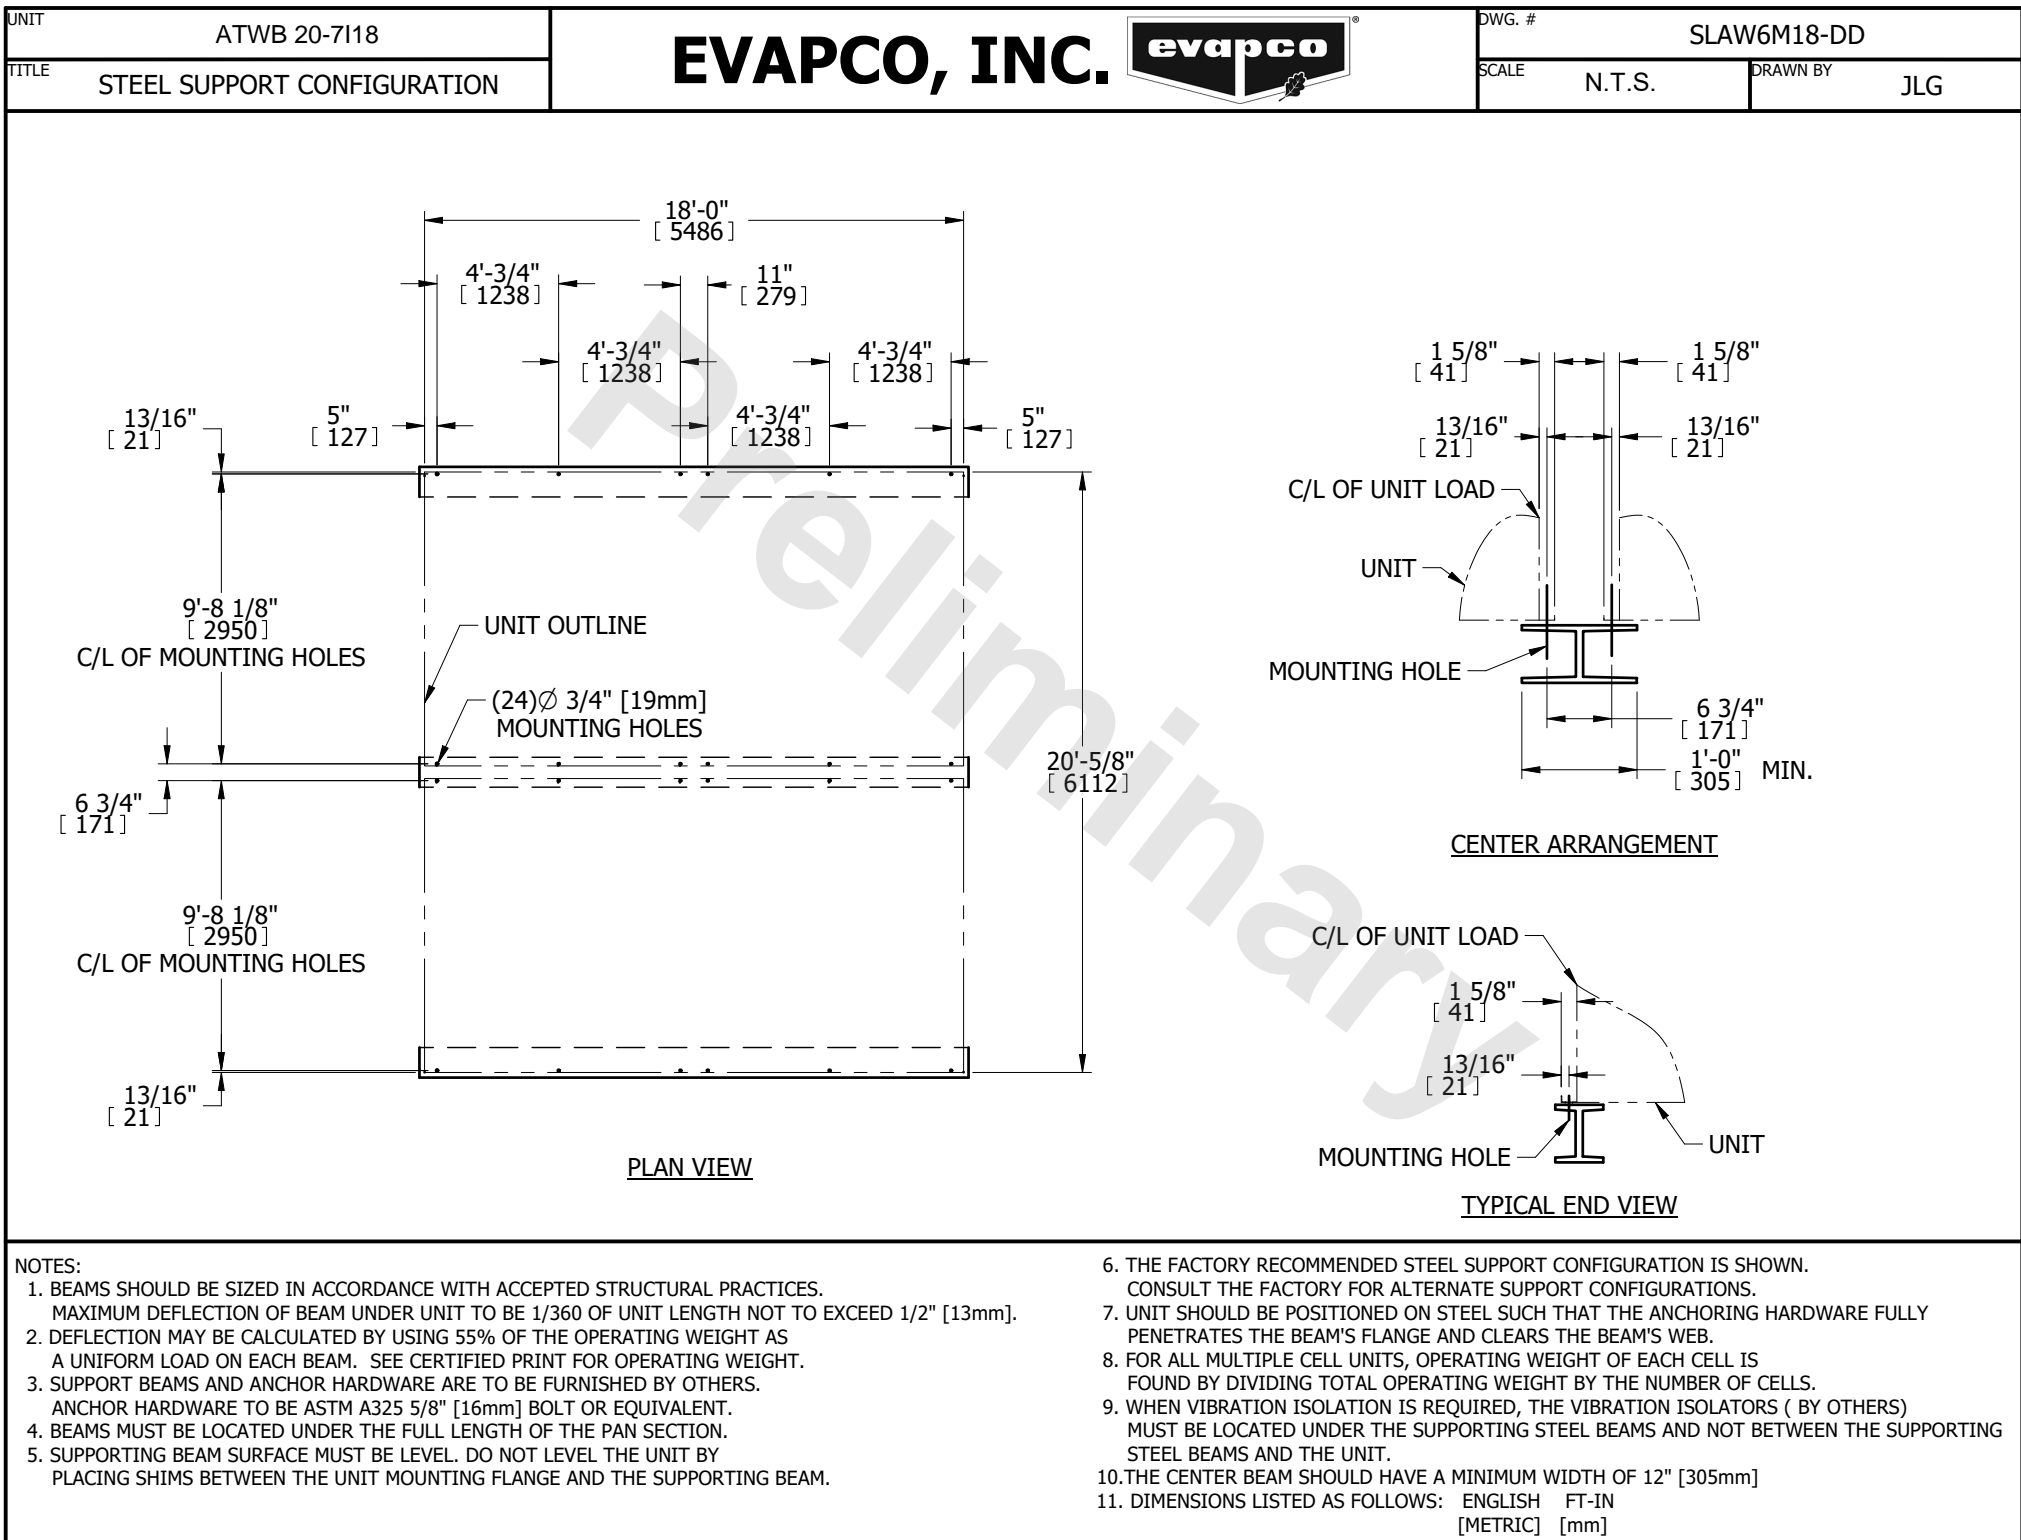 UNIT
ATWB 20-7I18
TITLE
STEEL SUPPORT CONFIGURATION
EVAPCO, INC.
evapco
®
DWG. #
SLAW6M18-DD
SCALE
N.T.S.
DRAWN BY
JLG
18'-0"
[ 5486 ]
4'-3/4"
[ 1238 ]
11"
[ 279 ]
4'-3/4"
[ 1238 ]
4'-3/4"
[ 1238 ]
13/16"
[ 21 ]
5"
[ 127 ]
4'-3/4"
[ 1238 ]
5"
[ 127 ]
9'-8 1/8"
[ 2950 ]
C/L OF MOUNTING HOLES
UNIT OUTLINE
(24)Ø 3/4" [19mm]
MOUNTING HOLES
6 3/4"
[ 171 ]
20'-5/8"
[ 6112 ]
9'-8 1/8"
[ 2950 ]
C/L OF MOUNTING HOLES
13/16"
[ 21 ]
PLAN VIEW
Preliminary
1 5/8"
[ 41 ]
1 5/8"
[ 41 ]
13/16"
[ 21 ]
13/16"
[ 21 ]
C/L OF UNIT LOAD
UNIT
MOUNTING HOLE
6 3/4"
[ 171 ]
1'-0"
[ 305 ] MIN.
CENTER ARRANGEMENT
C/L OF UNIT LOAD
1 5/8"
[ 41 ]
13/16"
[ 21 ]
MOUNTING HOLE
UNIT
TYPICAL END VIEW
NOTES:
1. BEAMS SHOULD BE SIZED IN ACCORDANCE WITH ACCEPTED STRUCTURAL PRACTICES.
MAXIMUM DEFLECTION OF BEAM UNDER UNIT TO BE 1/360 OF UNIT LENGTH NOT TO EXCEED 1/2" [13mm].
2. DEFLECTION MAY BE CALCULATED BY USING 55% OF THE OPERATING WEIGHT AS
A UNIFORM LOAD ON EACH BEAM. SEE CERTIFIED PRINT FOR OPERATING WEIGHT.
3. SUPPORT BEAMS AND ANCHOR HARDWARE ARE TO BE FURNISHED BY OTHERS.
ANCHOR HARDWARE TO BE ASTM A325 5/8" [16mm] BOLT OR EQUIVALENT.
4. BEAMS MUST BE LOCATED UNDER THE FULL LENGTH OF THE PAN SECTION.
5. SUPPORTING BEAM SURFACE MUST BE LEVEL. DO NOT LEVEL THE UNIT BY
PLACING SHIMS BETWEEN THE UNIT MOUNTING FLANGE AND THE SUPPORTING BEAM.
6. THE FACTORY RECOMMENDED STEEL SUPPORT CONFIGURATION IS SHOWN.
CONSULT THE FACTORY FOR ALTERNATE SUPPORT CONFIGURATIONS.
7. UNIT SHOULD BE POSITIONED ON STEEL SUCH THAT THE ANCHORING HARDWARE FULLY
PENETRATES THE BEAM'S FLANGE AND CLEARS THE BEAM'S WEB.
8. FOR ALL MULTIPLE CELL UNITS, OPERATING WEIGHT OF EACH CELL IS
FOUND BY DIVIDING TOTAL OPERATING WEIGHT BY THE NUMBER OF CELLS.
9. WHEN VIBRATION ISOLATION IS REQUIRED, THE VIBRATION ISOLATORS ( BY OTHERS)
MUST BE LOCATED UNDER THE SUPPORTING STEEL BEAMS AND NOT BETWEEN THE SUPPORTING
STEEL BEAMS AND THE UNIT.
10.THE CENTER BEAM SHOULD HAVE A MINIMUM WIDTH OF 12" [305mm]
11. DIMENSIONS LISTED AS FOLLOWS: ENGLISH FT-IN
[METRIC] [mm]